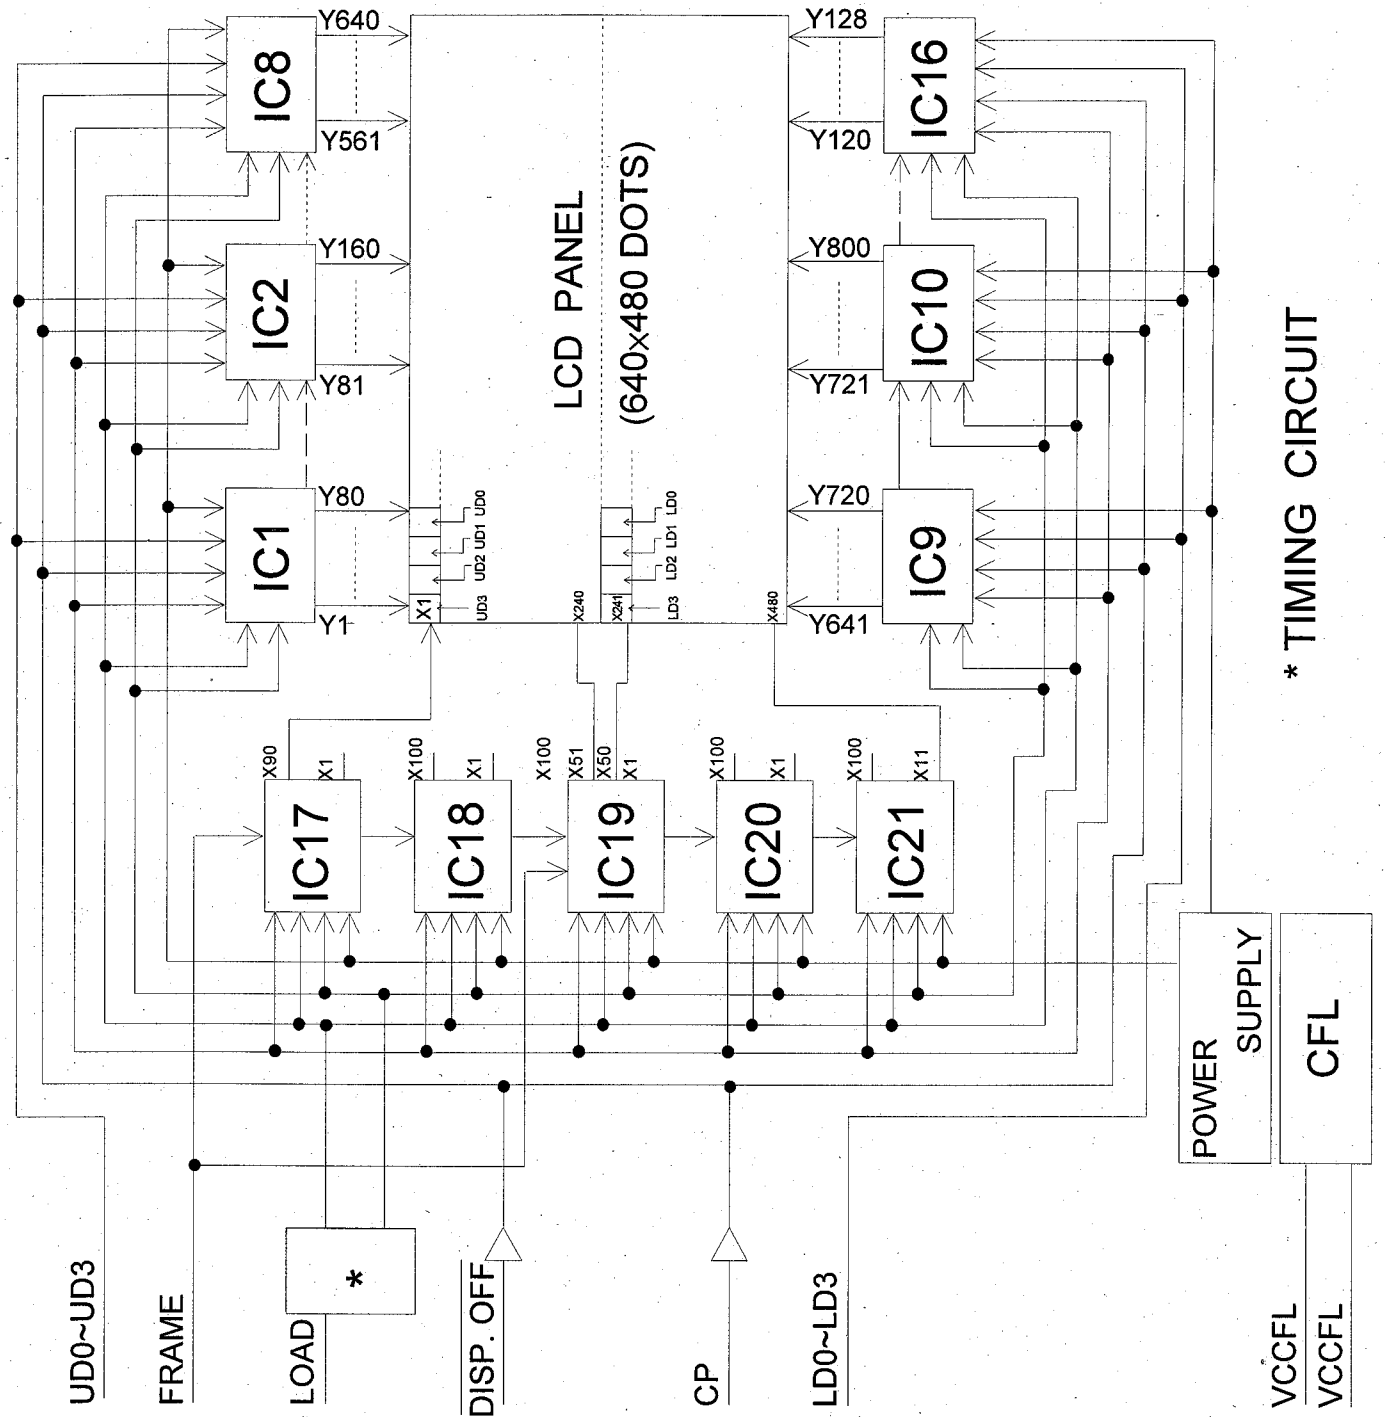 Y640
Y561
Y160
Y81
Y80
Y1
IC8
IC2
IC1
LCD PANEL
(640×480 DOTS)
UD0
UD1
UD2
UD3
X1
X240
X241
LD0
LD1
LD2
LD3
X480
Y128
Y120
Y800
Y721
Y720
Y641
IC16
IC10
IC9
X90
X1
IC17
X100
X1
IC18
X100
X51
X50
X1
IC19
X100
X1
IC20
X100
X11
IC21
* TIMING CIRCUIT
POWER
SUPPLY
CFL
UD0~UD3
FRAME
LOAD
*
DISP. OFF
CP
LD0~LD3
VCCFL
VCCFL